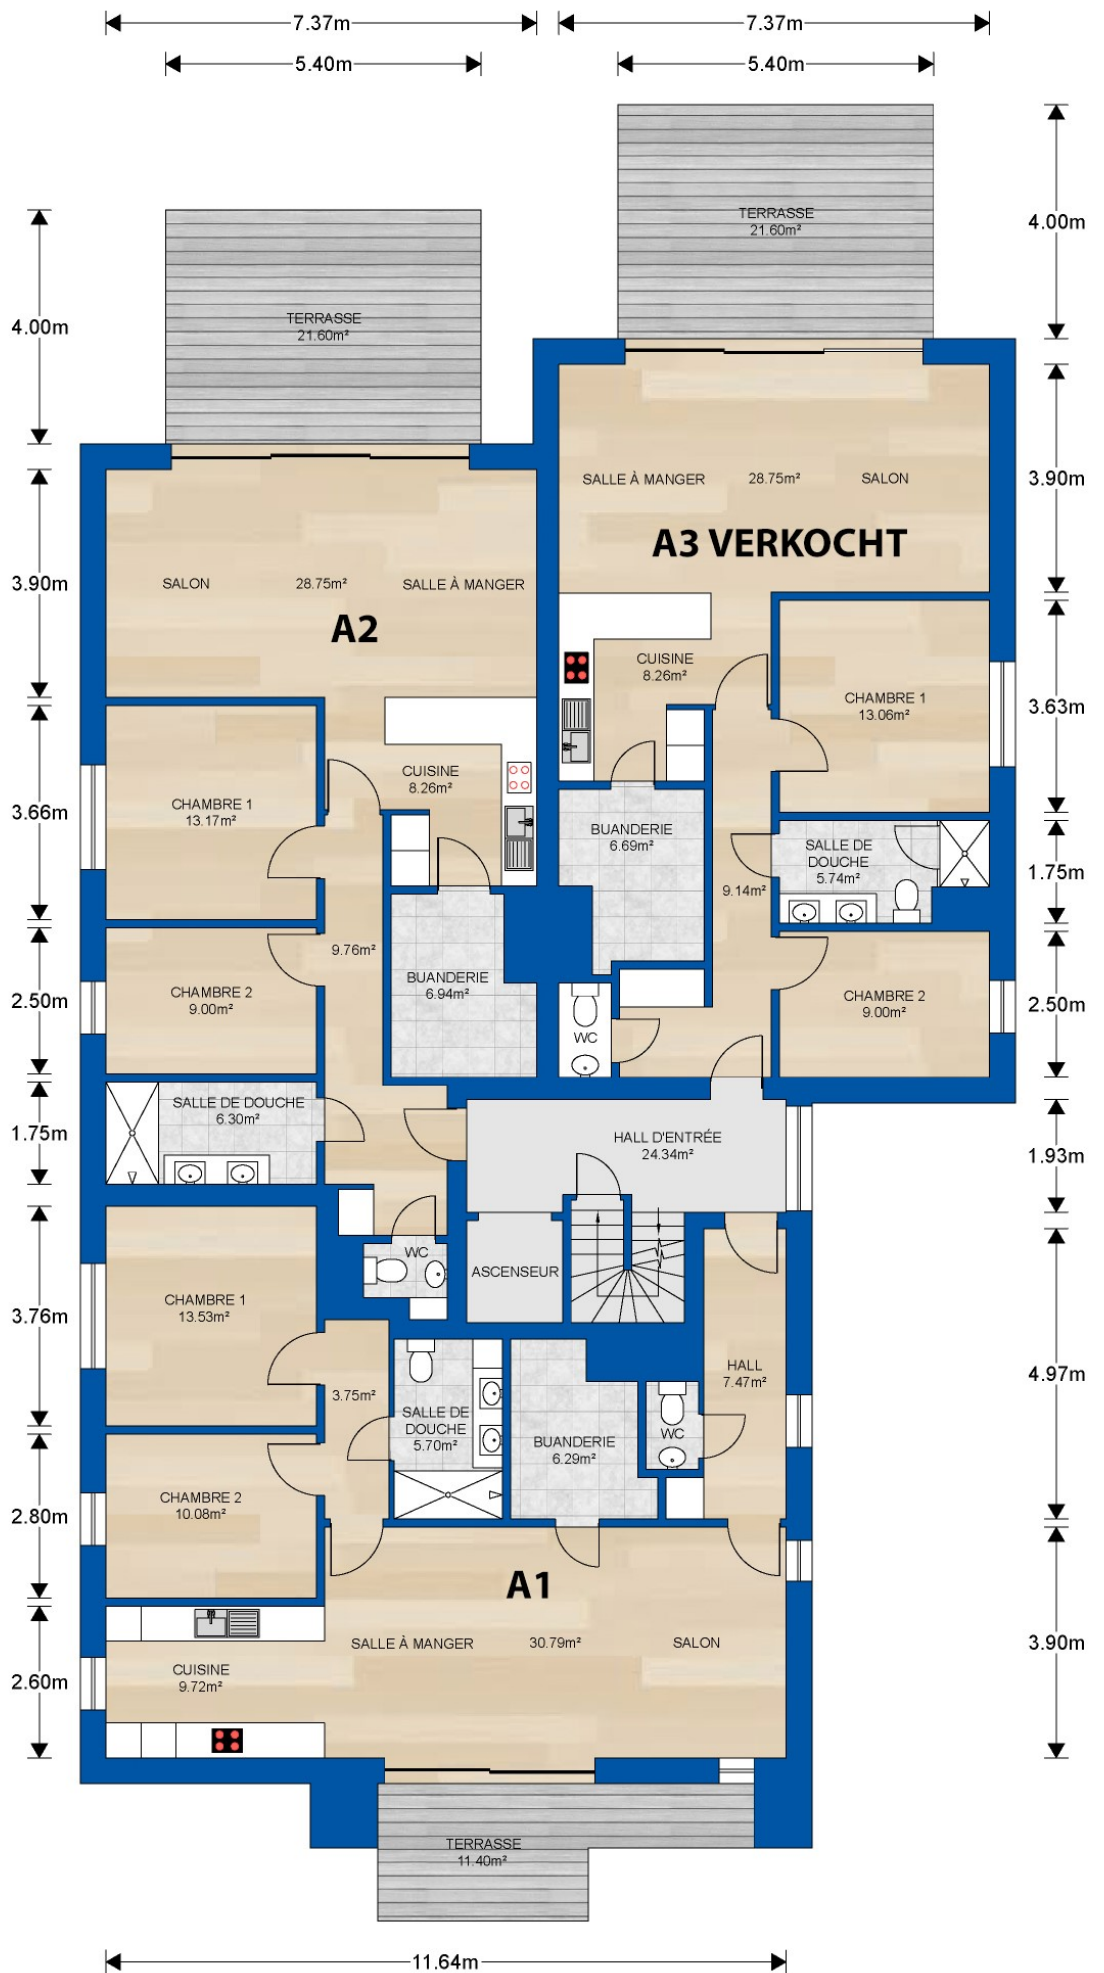 7.37m
7.37m
5.40m
5.40m
TERRASSE
21.60m²
4.00m
TERRASSE
21.60m²
4.00m
SALLE À MANGER 28.75m² SALON
3.90m
A3 VERKOCHT
SALON 28.75m² SALLE À MANGER
3.90m
A2
CUISINE
8.26m²
CHAMBRE 1
13.06m²
3.63m
CUISINE
8.26m²
CHAMBRE 1
13.17m²
3.66m
BUANDERIE
6.69m²
SALLE DE
DOUCHE
5.74m²
1.75m
9.14m²
9.76m²
BUANDERIE
6.94m²
CHAMBRE 2
9.00m²
2.50m
CHAMBRE 2
9.00m²
2.50m
WC
SALLE DE DOUCHE
6.30m²
1.75m
HALL D'ENTRÉE
24.34m²
1.93m
WC
ASCENSEUR
CHAMBRE 1
13.53m²
3.76m
HALL
7.47m²
4.97m
3.75m²
SALLE DE
DOUCHE
5.70m²
BUANDERIE
6.29m²
WC
CHAMBRE 2
10.08m²
2.80m
A1
SALLE À MANGER 30.79m² SALON
3.90m
CUISINE
9.72m²
2.60m
TERRASSE
11.40m²
11.64m